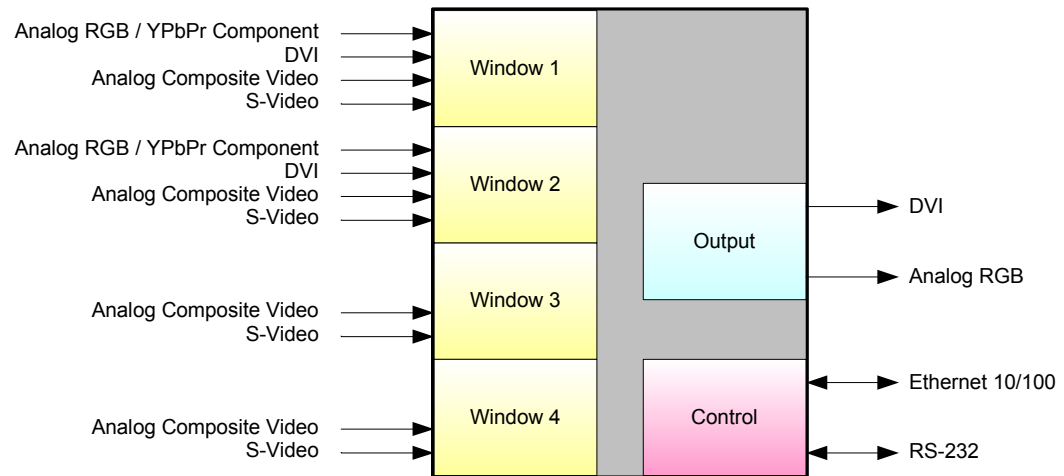 Analog RGB / YPbPr Component
DVI
Analog Composite Video
S-Video
Window 1
Analog RGB / YPbPr Component
DVI
Analog Composite Video
S-Video
Window 2
Analog Composite Video
S-Video
Window 3
Analog Composite Video
S-Video
Window 4
Output
DVI
Analog RGB
Control
Ethernet 10/100
RS-232